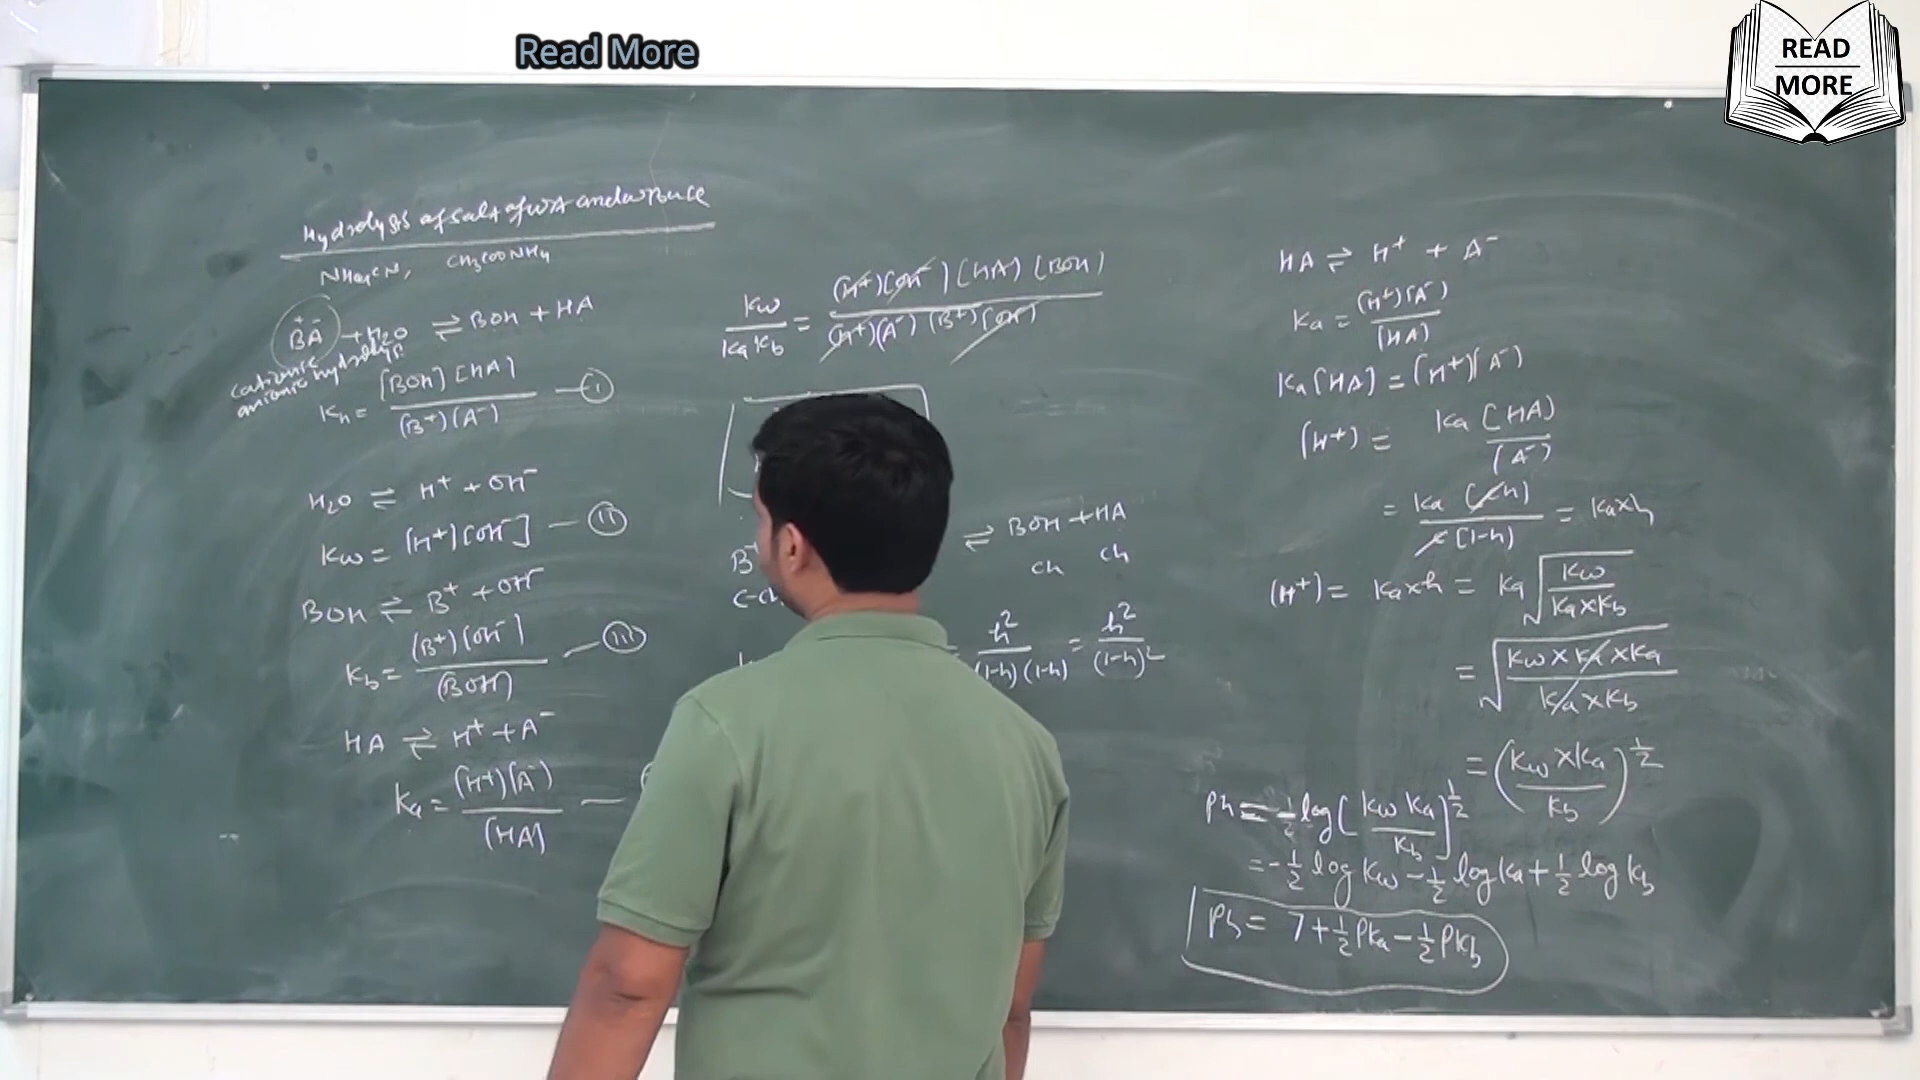 Read More
READ
MORE
Hydrolysis of salt of WA and WBase
NH4CN, CH3COONH4
B⁺A⁻ + H2O ⇌ BOH + HA
cationic
anionic hydrolysis
Kh = [BOH] [HA] / (B⁺)(A⁻) — (I)
H2O ⇌ H⁺ + OH⁻
Kw = [H⁺][OH⁻] — (II)
BOH ⇌ B⁺ + OH⁻
Kb = (B⁺)(OH⁻) / (BOH) — (III)
HA ⇌ H⁺ + A⁻
Ka = (H⁺)(A⁻) / (HA) —
Kw / Ka Kb = (H⁺)(OH⁻) (HA) (BOH) / (H⁺)(A⁻) (B⁺)(OH⁻)
⇌ BOH + HA
ch ch
= h² / (1-h)(1-h) = h² / (1-h)²
HA ⇌ H⁺ + A⁻
Ka = (H⁺)(A⁻) / (HA)
Ka [HA] = (H⁺)(A⁻)
(H⁺) = Ka (HA) / (A⁻)
= Ka (ch) / c (1-h) = Ka×h
(H⁺) = Ka×h = Ka √(Kw / Ka×Kb)
= √(Kw × Ka × Ka / Ka × Kb)
= (Kw × Ka / Kb)^½
Ph = -½ log (Kw Ka / Kb)^½
= -½ log Kw - ½ log Ka + ½ log Kb
Ph = 7 + ½ PKa - ½ PKb